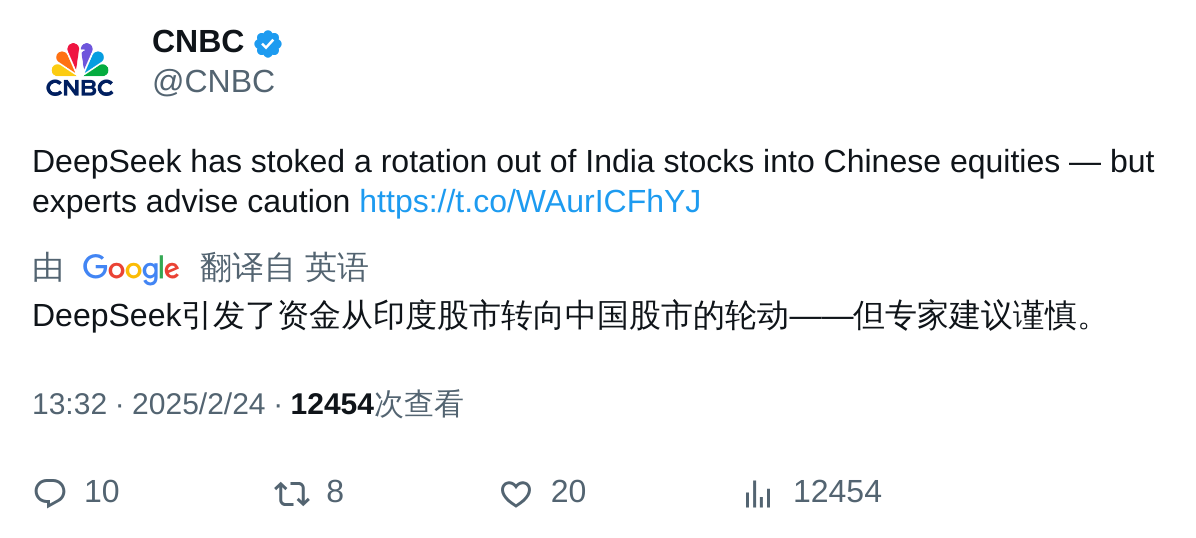 CNBC
CNBC
@CNBC
DeepSeek has stoked a rotation out of India stocks into Chinese equities — but
experts advise caution https://t.co/WAurICFhYJ
由 Google 翻译自 英语
DeepSeek引发了资金从印度股市转向中国股市的轮动——但专家建议谨慎。
13:32 · 2025/2/24 · 12454次查看
10 8 20 12454